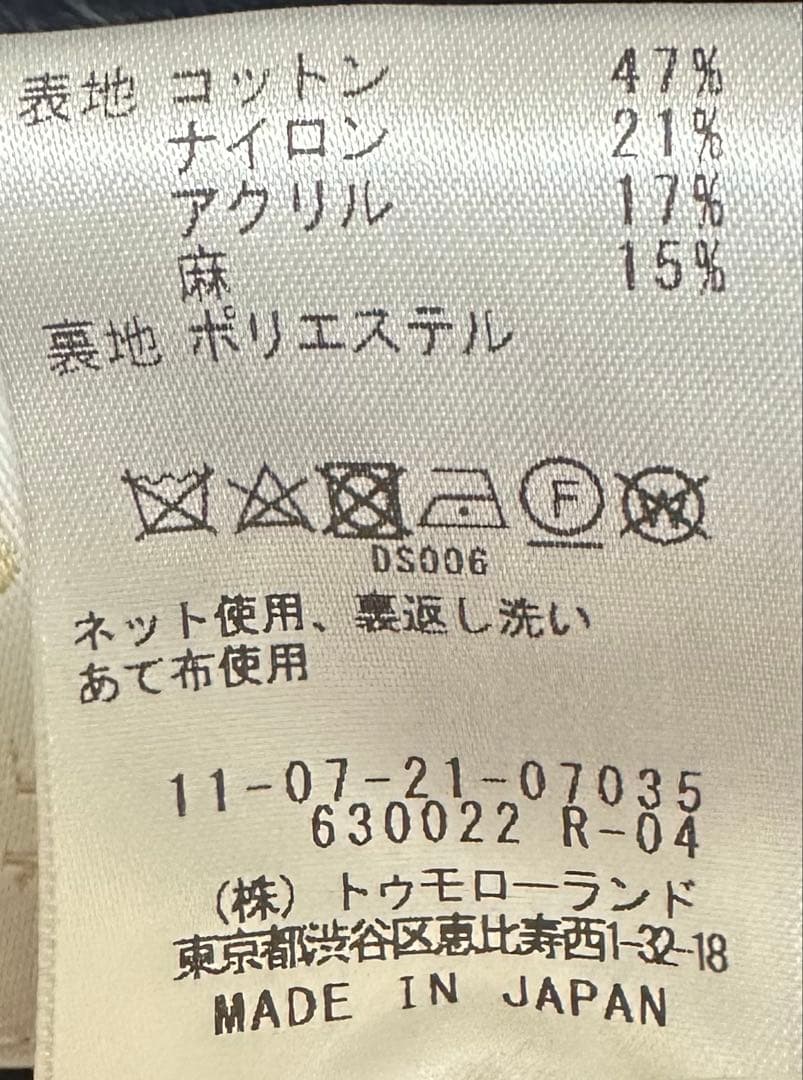 表地 コットン 47%
ナイロン 21%
アクリル 17%
麻 15%
裏地 ポリエステル
F W
DS006
ネット使用、裏返し洗い
あて布使用
11-07-21-07035
630022 R-04
(株) トゥモローランド
東京都渋谷区恵比寿西1-32-18
MADE IN JAPAN